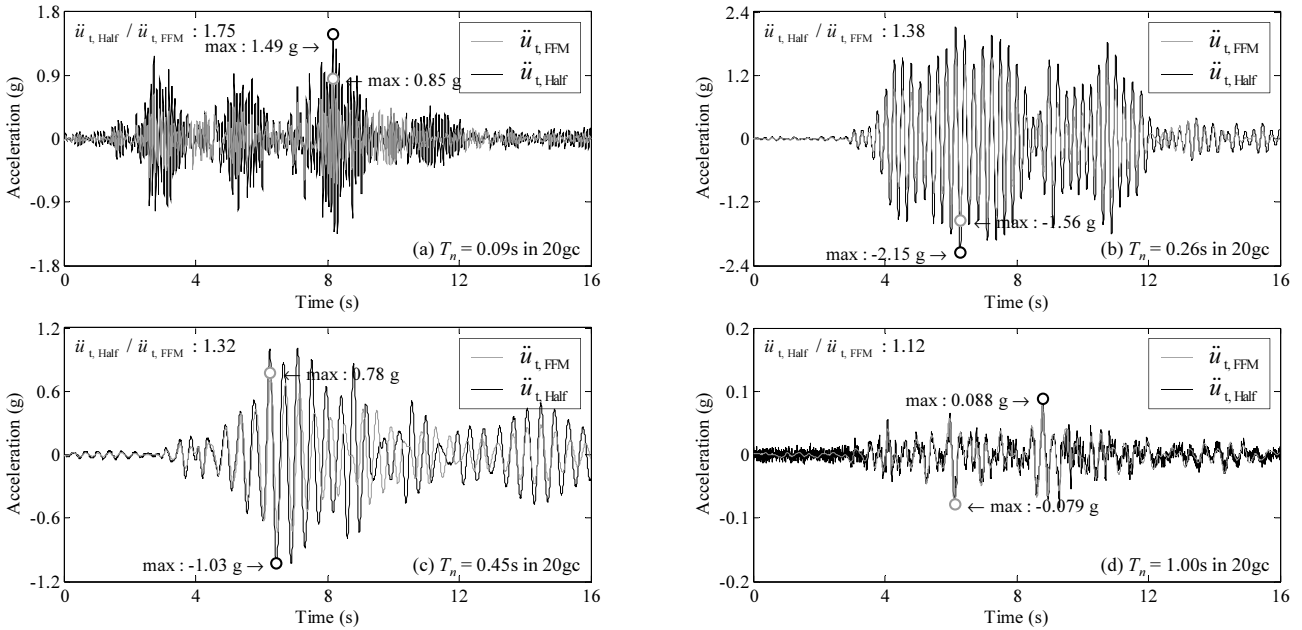 1.8
ü t, Half / ü t, FFM : 1.75
max : 1.49 g →
← max : 0.85 g
ü t, FFM
ü t, Half
0.9
0
-0.9
-1.8
Acceleration (g)
(a) Tn = 0.09s in 20gc
0 4 8 12 16
Time (s)
2.4
ü t, Half / ü t, FFM : 1.38
ü t, FFM
ü t, Half
1.2
0
-1.2
-2.4
Acceleration (g)
← max : -1.56 g
max : -2.15 g →
(b) Tn = 0.26s in 20gc
0 4 8 12 16
Time (s)
1.2
ü t, Half / ü t, FFM : 1.32
← max : 0.78 g
ü t, FFM
ü t, Half
0.6
0
-0.6
-1.2
Acceleration (g)
max : -1.03 g →
(c) Tn = 0.45s in 20gc
0 4 8 12 16
Time (s)
0.2
ü t, Half / ü t, FFM : 1.12
ü t, FFM
ü t, Half
0.1
0
-0.1
-0.2
Acceleration (g)
max : 0.088 g →
← max : -0.079 g
(d) Tn = 1.00s in 20gc
0 4 8 12 16
Time (s)